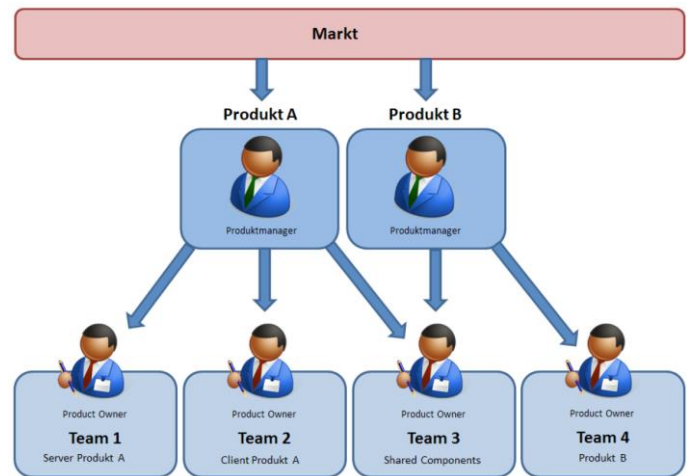 Markt
Produkt A
Produkt B
Produktmanager
Produktmanager
Product Owner
Product Owner
Product Owner
Product Owner
Team 1
Team 2
Team 3
Team 4
Server Produkt A
Client Produkt A
Shared Components
Produkt B